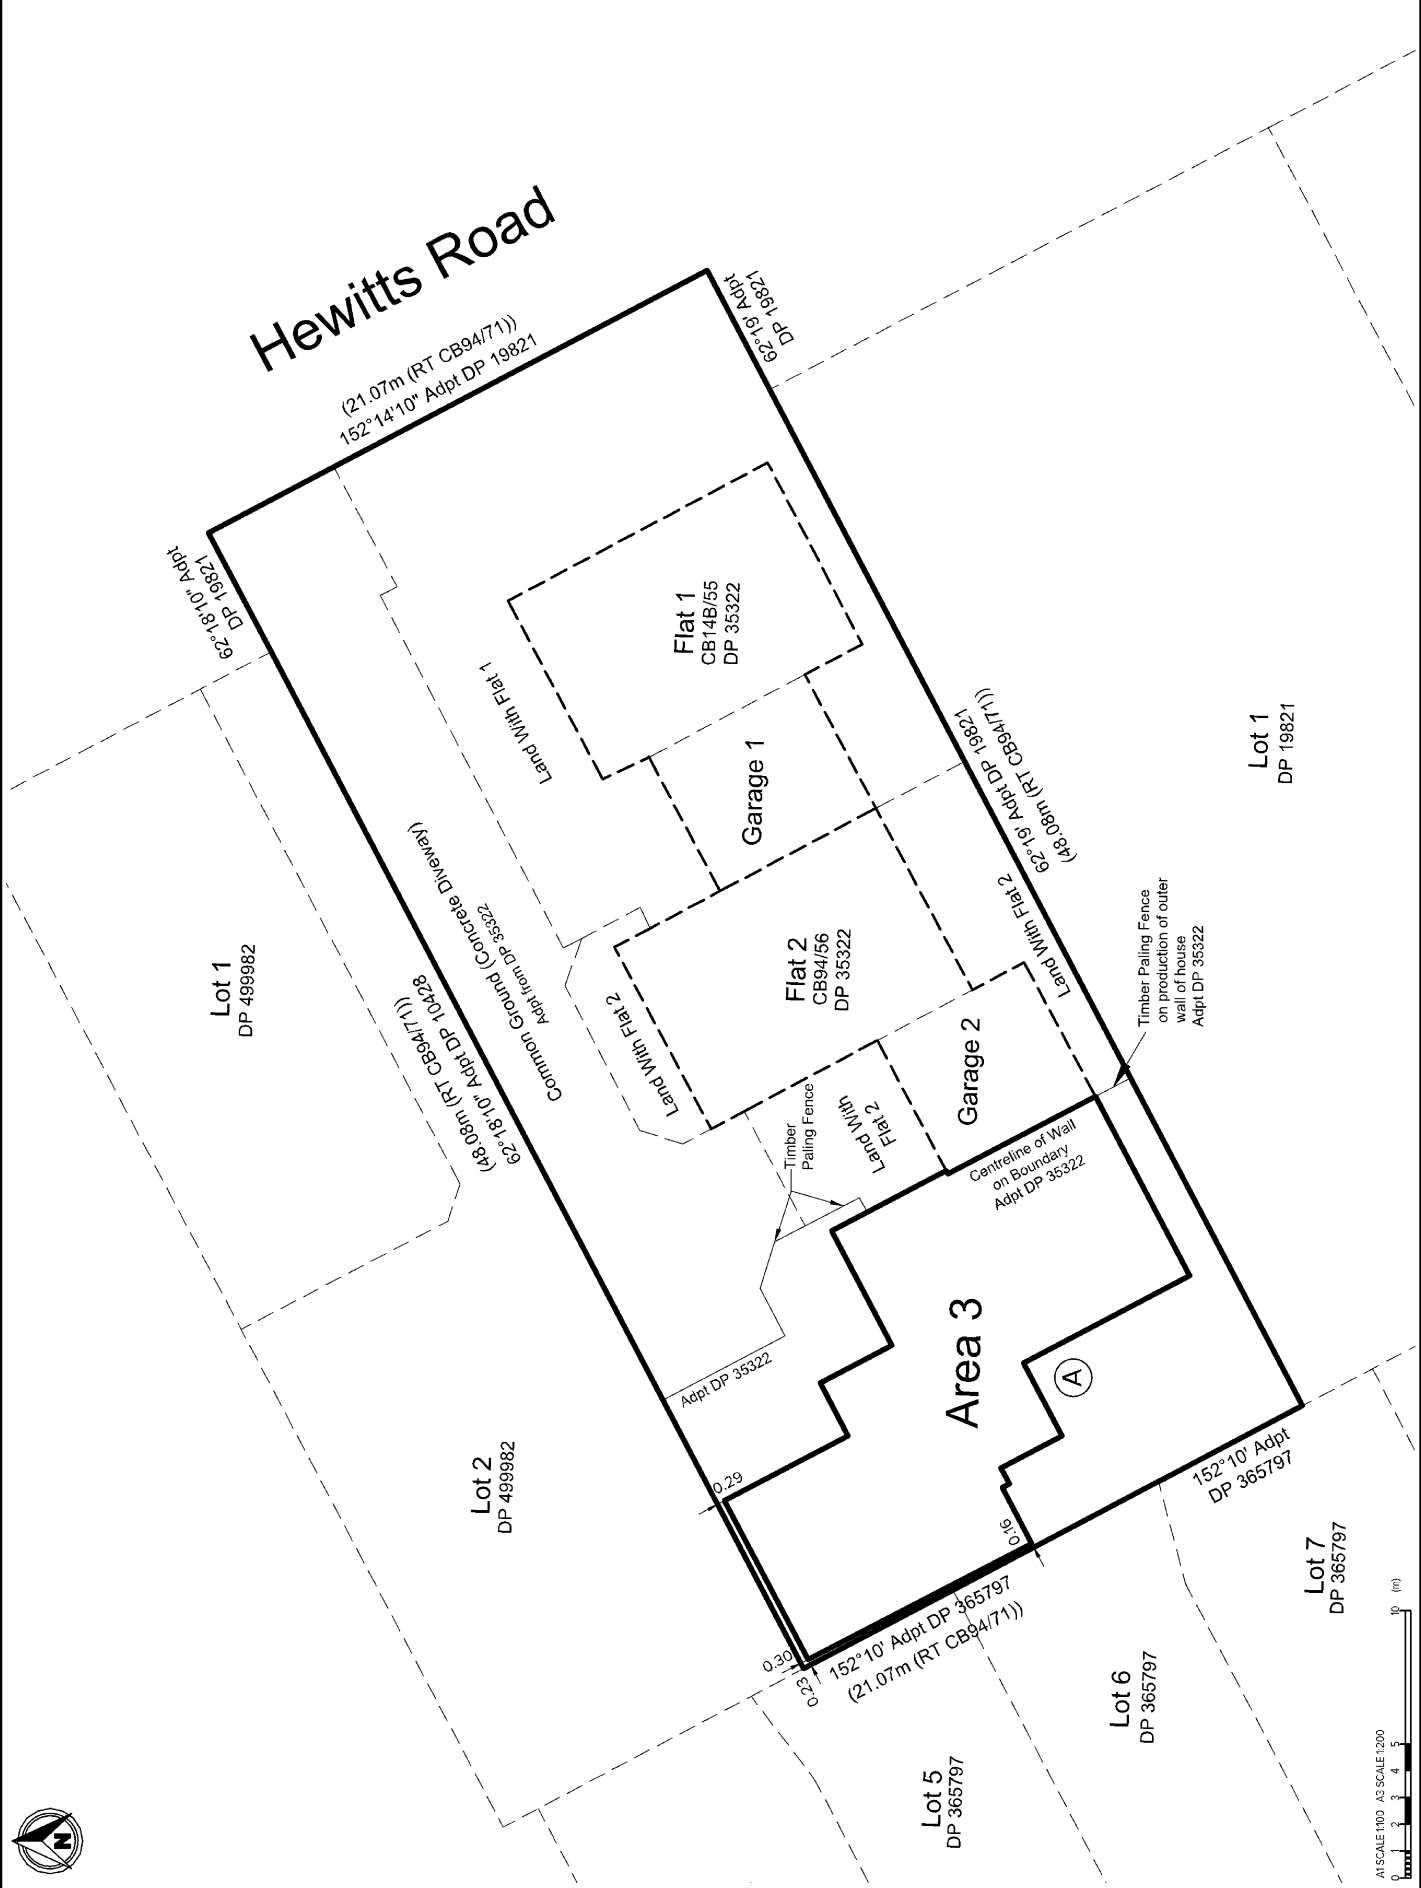 Hewitts Road
(21.07m (RT CB94/71))
152°14'10" Adpt DP 19821
62°19' Adpt
DP 19821
62°18'10" Adpt
DP 19821
Flat 1
CB14B/55
DP 35322
Land With Flat 1
Garage 1
Lot 1
DP 19821
62°19' Adpt DP 19821
(48.08m (RT CB94/71))
Common Ground (Concrete Diveway)
Adpt from DP 35322
Lot 1
DP 499982
(48.08m (RT CB94/71))
62°18'10" Adpt DP 10428
Land With Flat 2
Flat 2
CB94/56
DP 35322
Land With Flat 2
Timber Paling Fence
on production of outer
wall of house
Adpt DP 35322
Garage 2
Land With
Flat 2
Timber
Paling Fence
Centreline of Wall
on Boundary
Adpt DP 35322
Adpt DP 35322
Area 3
A
Lot 2
DP 499982
0.29
0.16
0.30
0.23
152°10' Adpt
DP 365797
152°10' Adpt DP 365797
(21.07m (RT CB94/71))
Lot 7
DP 365797
Lot 6
DP 365797
Lot 5
DP 365797
N
A1 SCALE 1:100 A3 SCALE 1:200
0 1 2 3 4 5 10 (m)